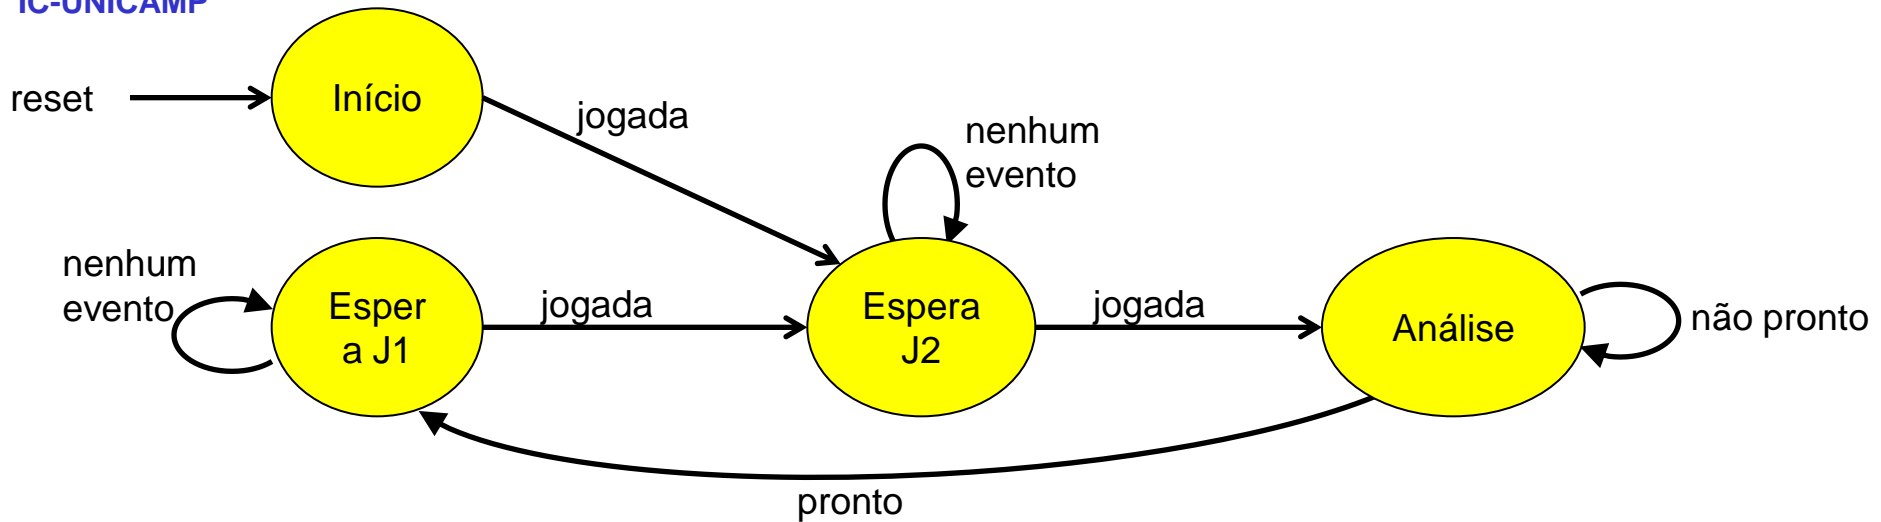 IC-UNICAMP
reset
Início
jogada
nenhum
evento
nenhum
evento
Esper
a J1
jogada
Espera
J2
jogada
Análise
não pronto
pronto